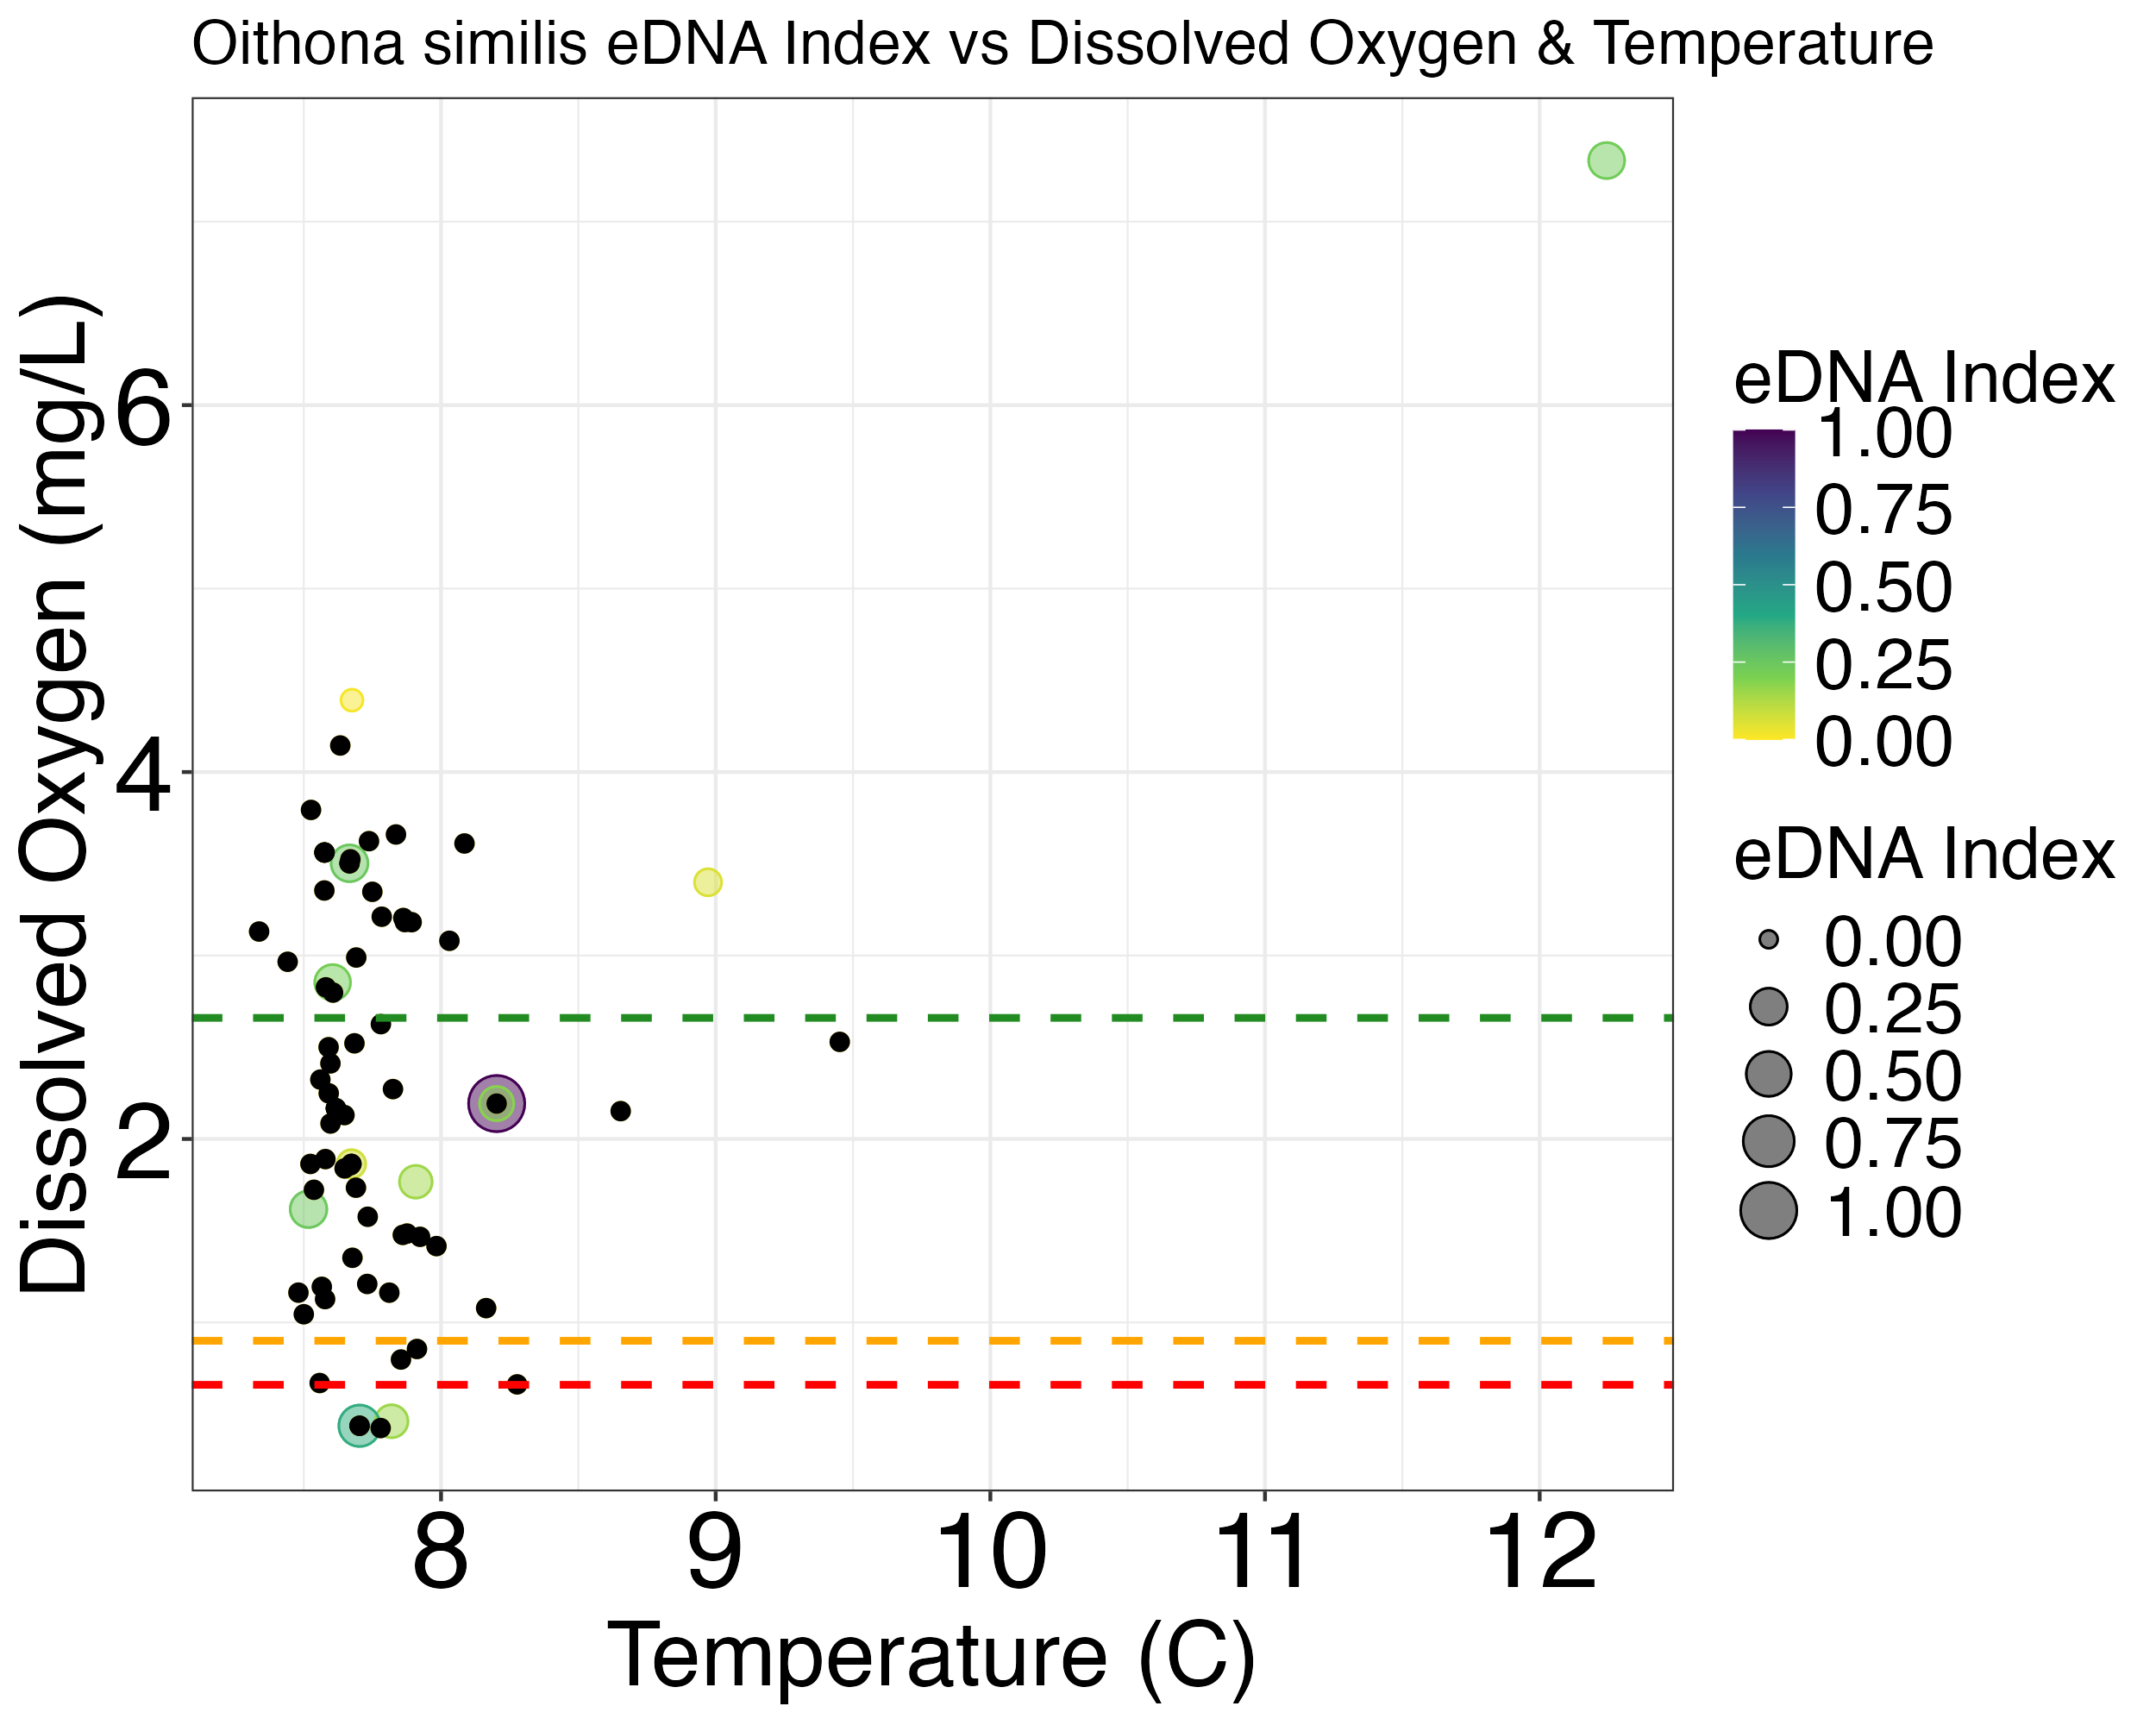 Oithona similis eDNA Index vs Dissolved Oxygen & Temperature
Dissolved Oxygen (mg/L)
6
4
2
8 9 10 11 12
Temperature (C)
eDNA Index
1.00
0.75
0.50
0.25
0.00
eDNA Index
0.00
0.25
0.50
0.75
1.00